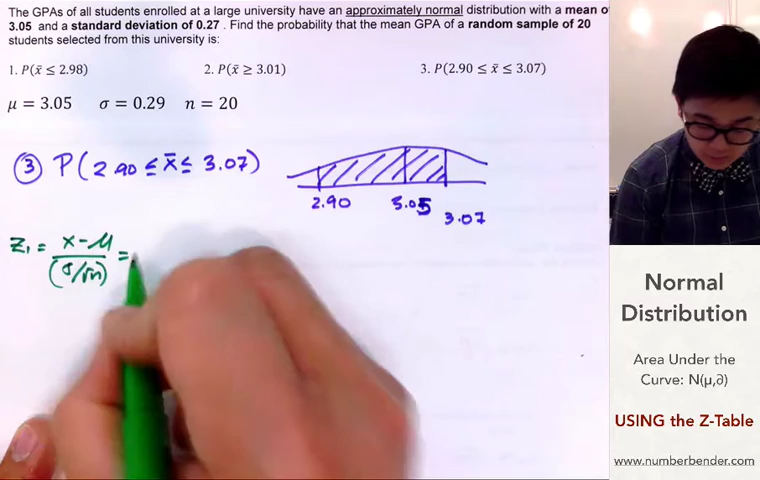 The GPAs of all students enrolled at a large university have an approximately normal distribution with a mean o
3.05 and a standard deviation of 0.27 . Find the probability that the mean GPA of a random sample of 20
students selected from this university is:
1. P(x̄ ≤ 2.98) 2. P(x̄ ≥ 3.01) 3. P(2.90 ≤ x̄ ≤ 3.07)
μ = 3.05 σ = 0.29 n = 20
③ P(2.90 ≤ x̄ ≤ 3.07)
2.90 3.05 3.07
Z₁ = x-μ/(σ/√n) =
Normal
Distribution
Area Under the
Curve: N(μ,∂)
USING the Z-Table
www.numberbender.com